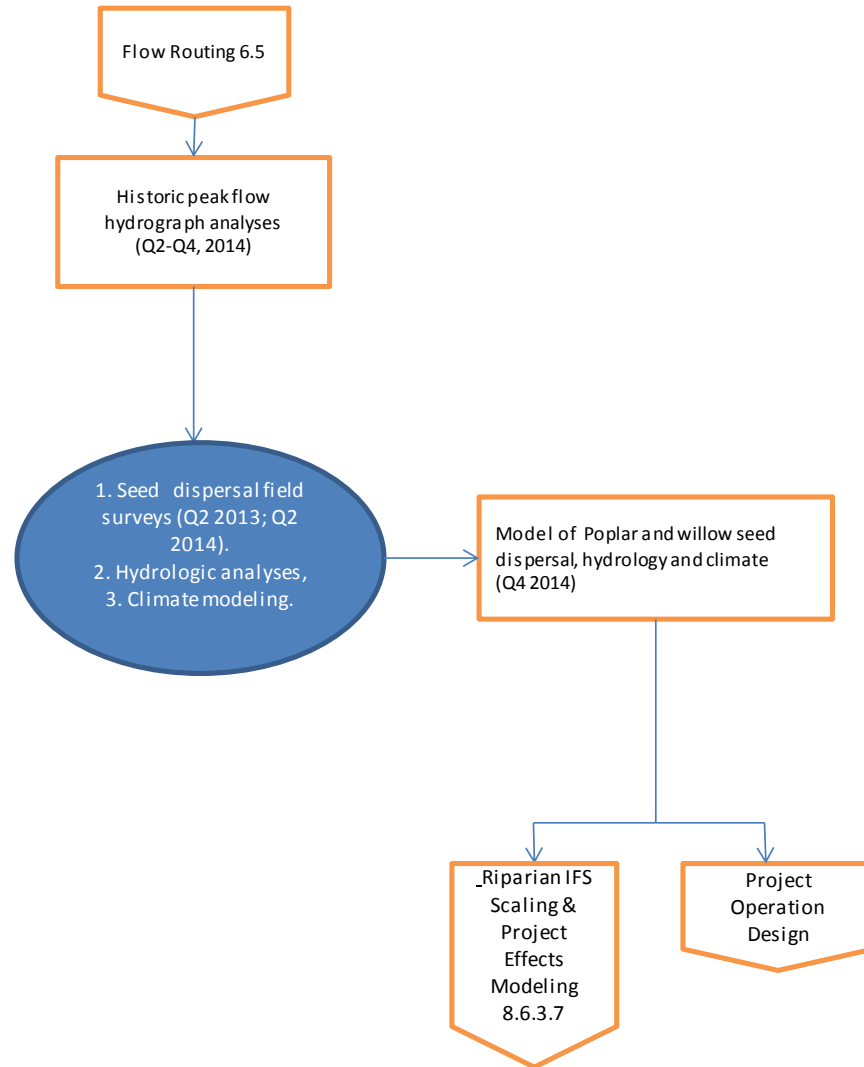 Flow Routing 6.5
Historic peak flow
hydrograph analyses
(Q2-Q4, 2014)
1. Seed dispersal field
surveys (Q2 2013; Q2
2014).
2. Hydrologic analyses,
3. Climate modeling.
Model of Poplar and willow seed
dispersal, hydrology and climate
(Q4 2014)
_Riparian IFS
Scaling &
Project
Effects
Modeling
8.6.3.7
Project
Operation
Design